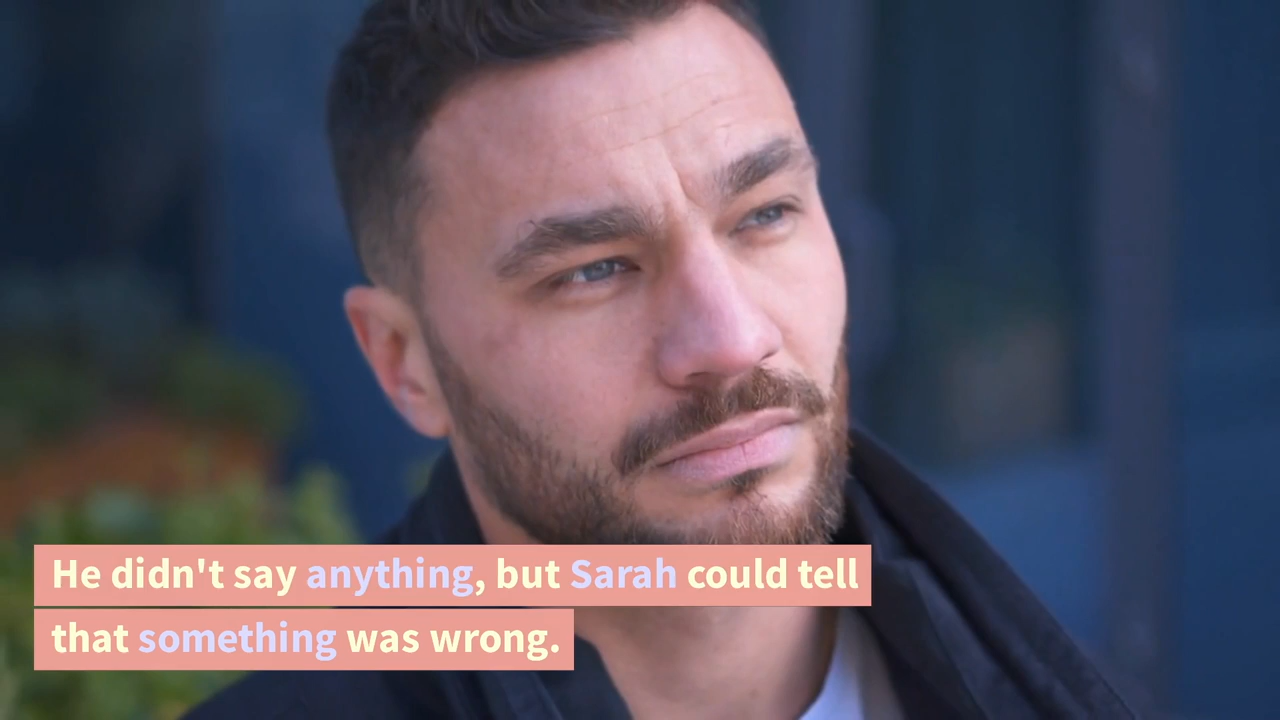 He didn't say anything, but Sarah could tell
that something was wrong.